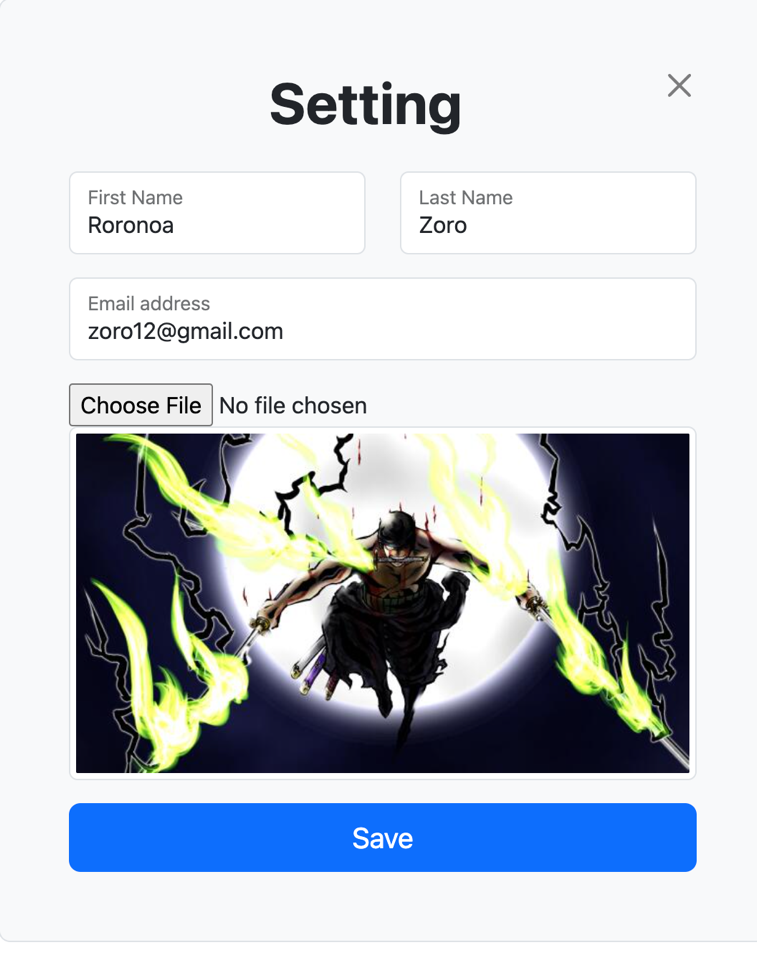 Setting
First Name
Last Name
Roronoa
Zoro
Email address
zoro12@gmail.com
Choose File No file chosen
Save